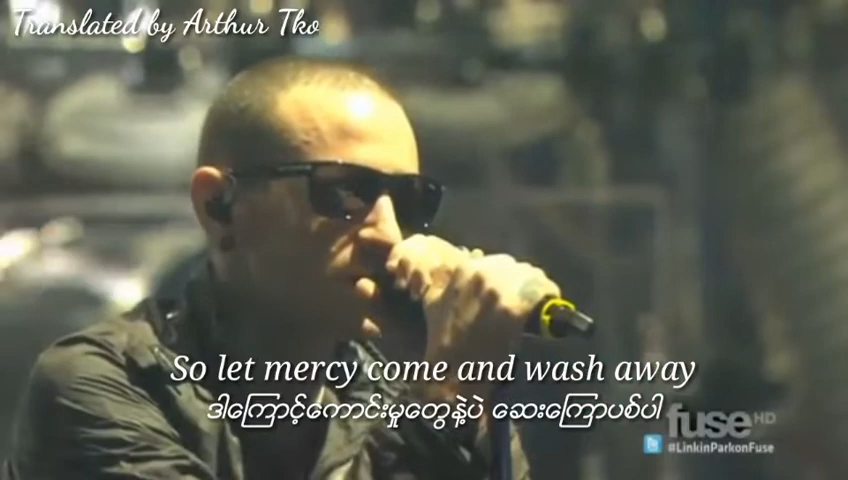 Translated by Arthur Tko
So let mercy come and wash away
ဒါကြောင့်ကောင်းမှုတွေနဲ့ပဲ ဆေးကြောပစ်ပါ
fuse HD
#LinkinParkonFuse